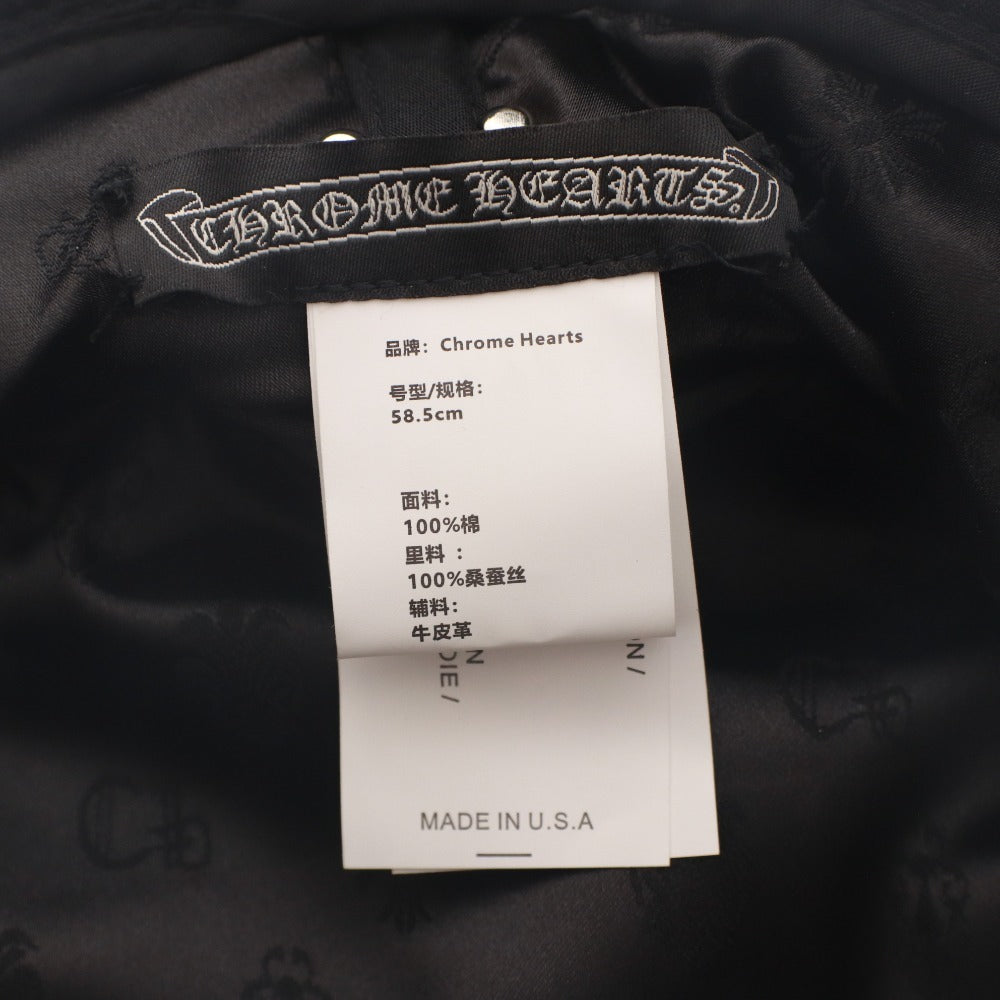 CHROME HEARTS
品牌：Chrome Hearts
号型/规格：
58.5cm
面料：
100%棉
里料 ：
100%桑蚕丝
辅料：
牛皮革
MADE IN U.S.A